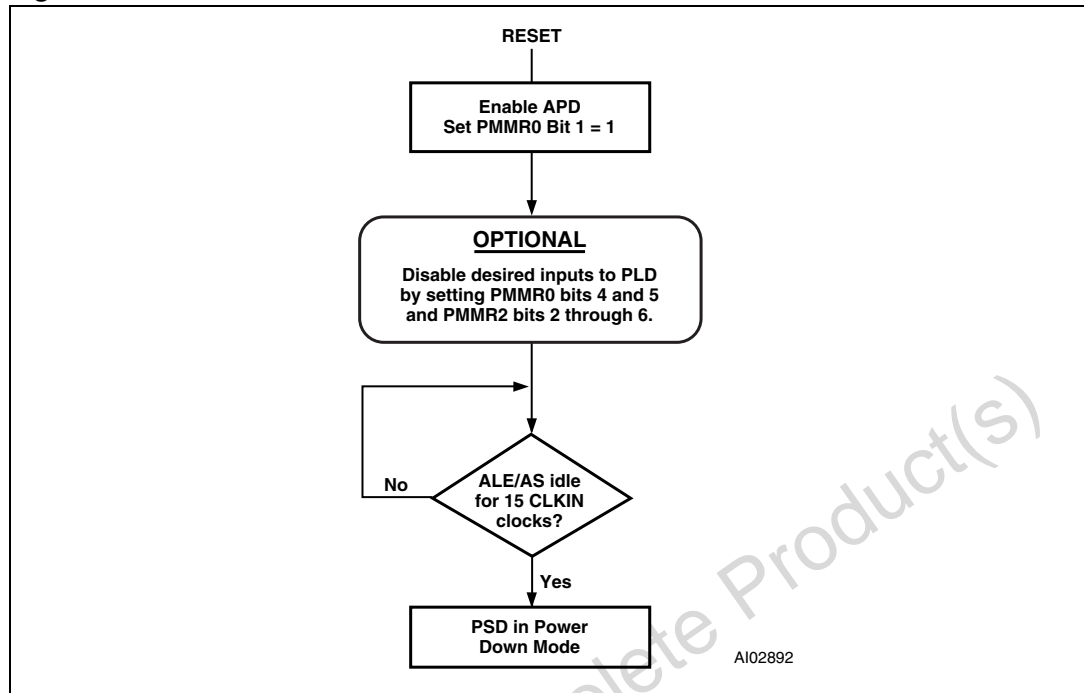 RESET
Enable APD
Set PMMR0 Bit 1 = 1
OPTIONAL
Disable desired inputs to PLD
by setting PMMR0 bits 4 and 5
and PMMR2 bits 2 through 6.
No
ALE/AS idle
for 15 CLKIN
clocks?
Yes
PSD in Power
Down Mode
AI02892
Product(s)